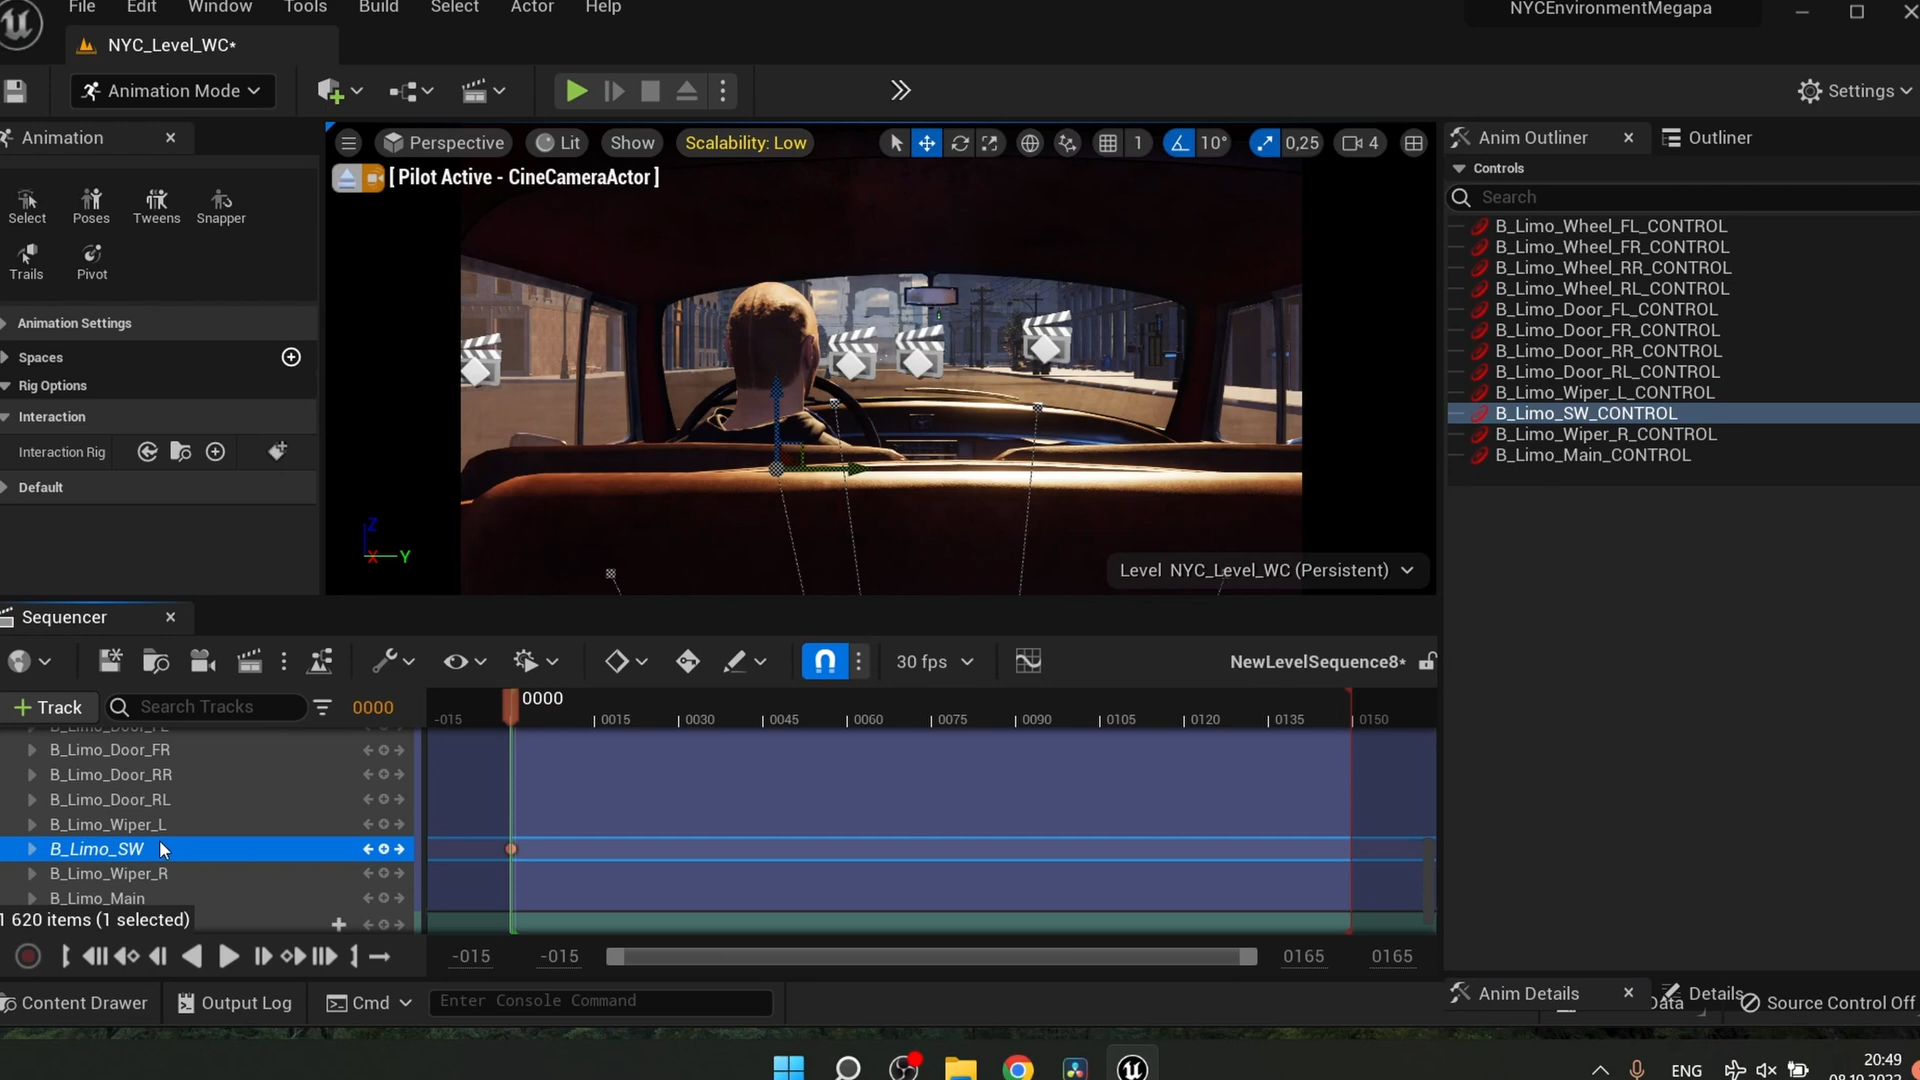 File Edit Window Tools Build Select Actor Help
NYCEnvironmentMegapa
NYC_Level_WC*
Animation Mode
Settings
Animation
Perspective
Lit
Show
Scalability: Low
1
10°
0,25
4
Anim Outliner
Outliner
[ Pilot Active - CineCameraActor ]
Controls
Search
Select Poses Tweens Snapper
Trails Pivot
B_Limo_Wheel_FL_CONTROL
B_Limo_Wheel_FR_CONTROL
B_Limo_Wheel_RR_CONTROL
B_Limo_Wheel_RL_CONTROL
B_Limo_Door_FL_CONTROL
B_Limo_Door_FR_CONTROL
B_Limo_Door_RR_CONTROL
B_Limo_Door_RL_CONTROL
B_Limo_Wiper_L_CONTROL
B_Limo_SW_CONTROL
B_Limo_Wiper_R_CONTROL
B_Limo_Main_CONTROL
Animation Settings
Spaces
Rig Options
Interaction
Interaction Rig
Default
Z
X Y
Level NYC_Level_WC (Persistent)
Sequencer
30 fps
NewLevelSequence8*
Track
Search Tracks
0000
0000
-015 0015 0030 0045 0060 0075 0090 0105 0120 0135 0150
B_Limo_Door_FL
B_Limo_Door_FR
B_Limo_Door_RR
B_Limo_Door_RL
B_Limo_Wiper_L
B_Limo_SW
B_Limo_Wiper_R
B_Limo_Main
1 620 items (1 selected)
-015 -015 0165 0165
Content Drawer
Output Log
Cmd
Enter Console Command
Anim Details
Details
Data
Source Control Off
ENG
20:49
08.10.2022